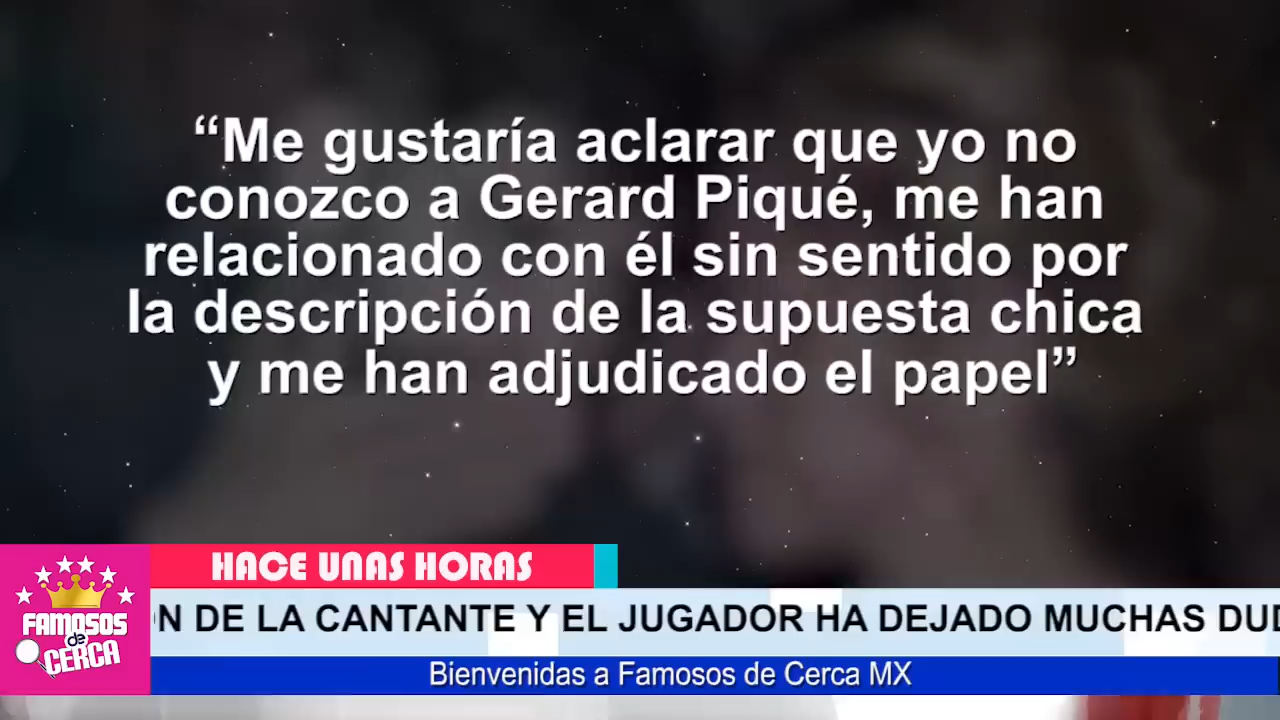 “Me gustaría aclarar que yo no
conozco a Gerard Piqué, me han
relacionado con él sin sentido por
la descripción de la supuesta chica
y me han adjudicado el papel”
HACE UNAS HORAS
FAMOSOS
de
CERCA
ÓN DE LA CANTANTE Y EL JUGADOR HA DEJADO MUCHAS DUD
Bienvenidas a Famosos de Cerca MX